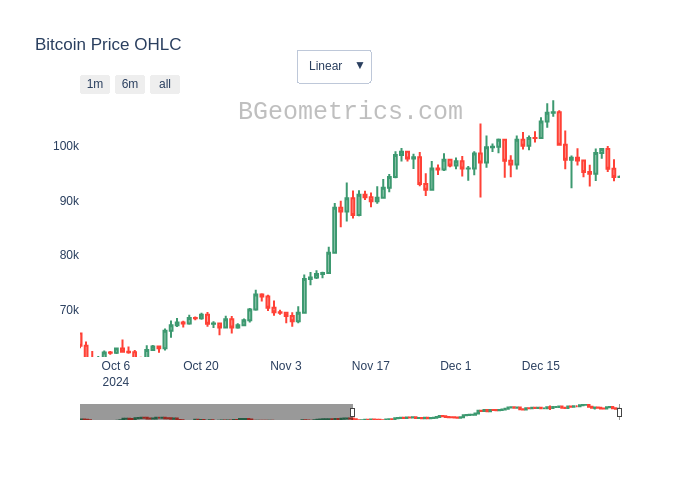 Bitcoin Price OHLC
Linear ▼
1m 6m all
BGeometrics.com
100k
90k
80k
70k
Oct 6 Oct 20 Nov 3 Nov 17 Dec 1 Dec 15
2024